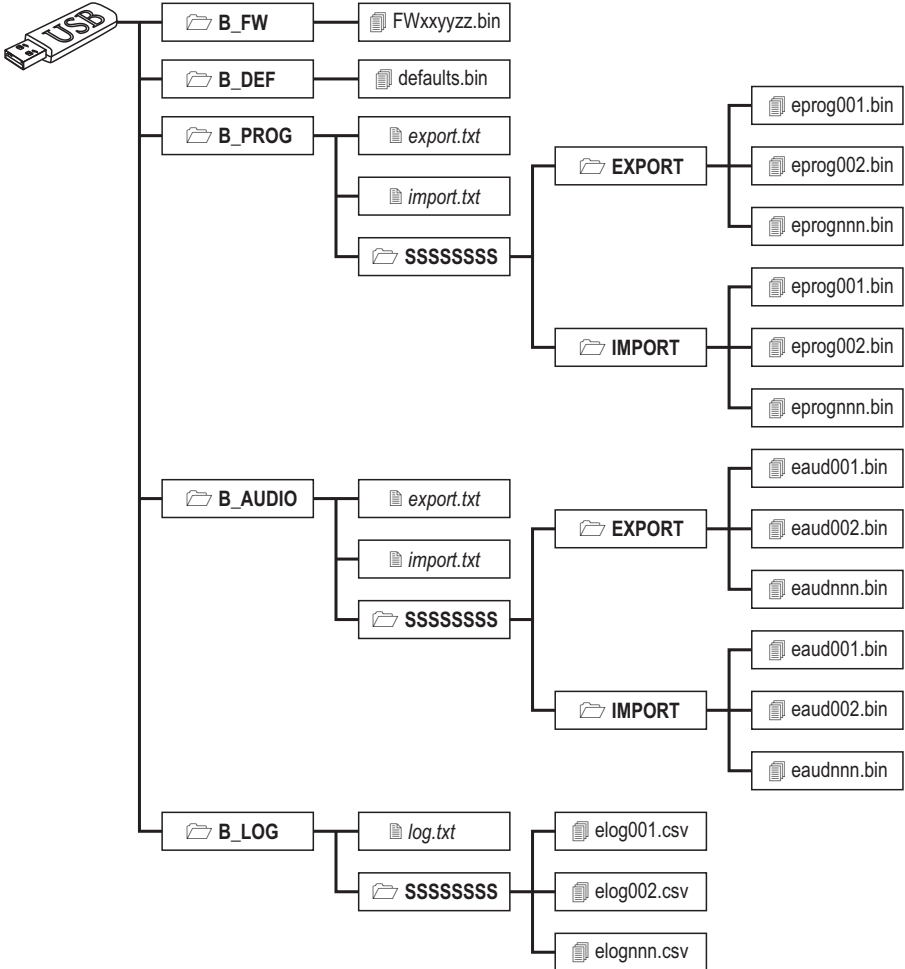 USB
B_FW
FWxxyyzz.bin
B_DEF
defaults.bin
B_PROG
export.txt
import.txt
SSSSSSSS
EXPORT
eprog001.bin
eprog002.bin
eprognnn.bin
IMPORT
eprog001.bin
eprog002.bin
eprognnn.bin
B_AUDIO
export.txt
import.txt
SSSSSSSS
EXPORT
eaud001.bin
eaud002.bin
eaudnnn.bin
IMPORT
eaud001.bin
eaud002.bin
eaudnnn.bin
B_LOG
log.txt
SSSSSSSS
elog001.csv
elog002.csv
elognnn.csv